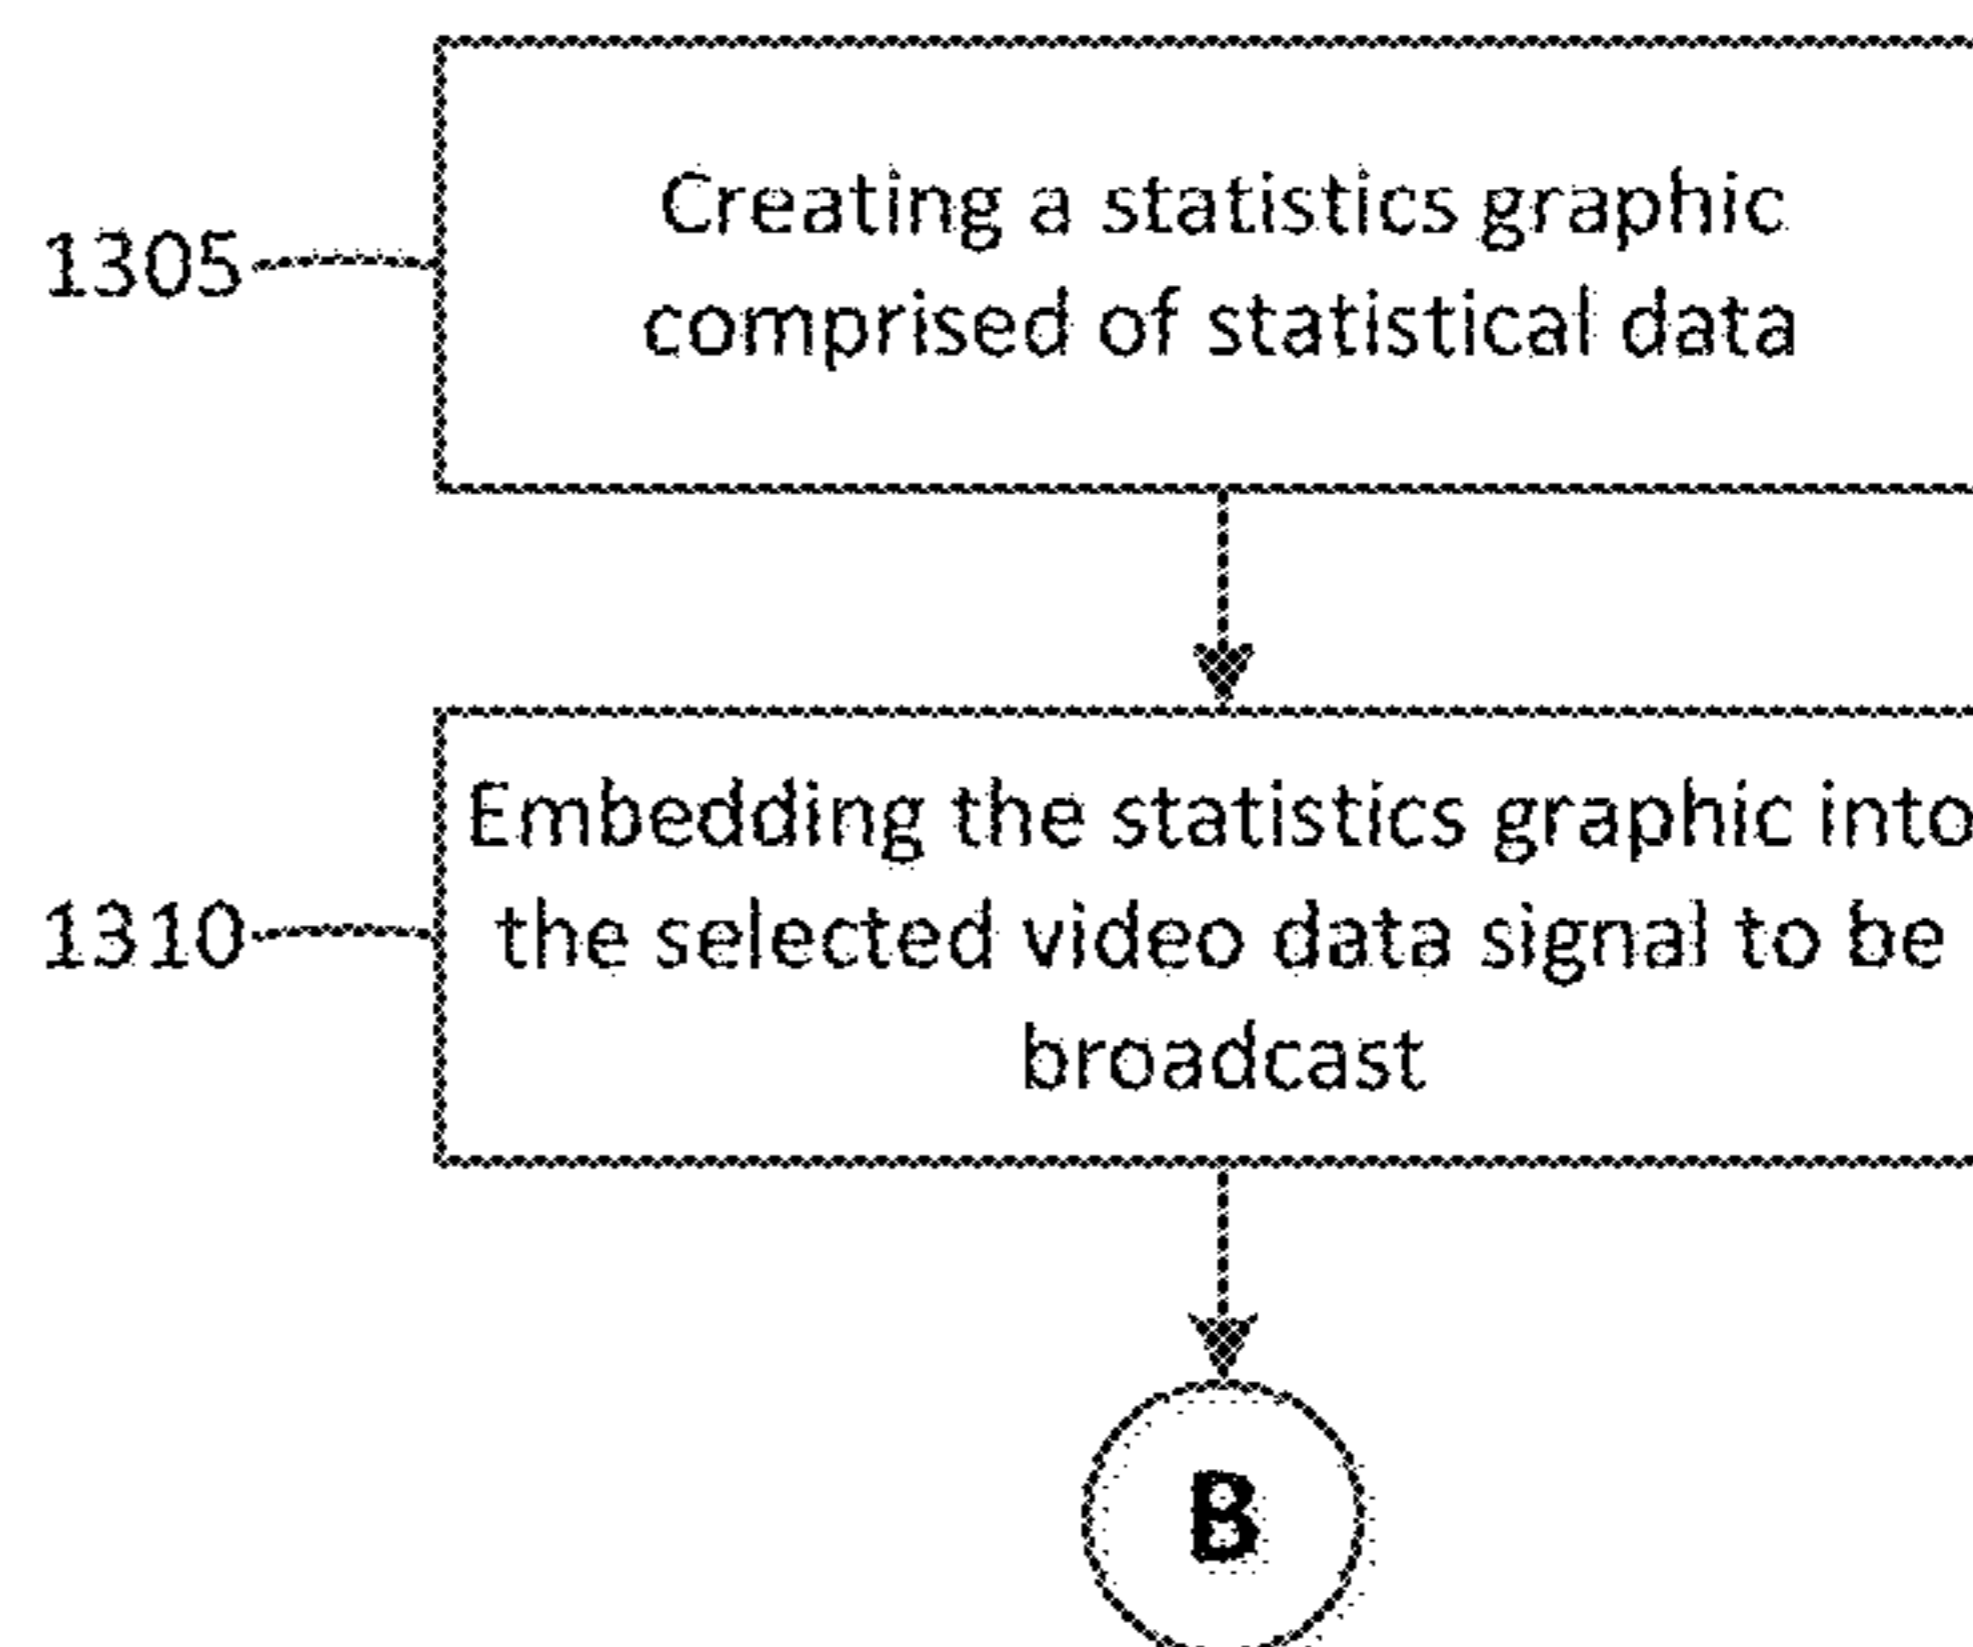 Creating a statistics graphic
1305
comprised of statistical data
Embedding the statistics graphic into
1310
the selected video data signal to be
broadcast
B